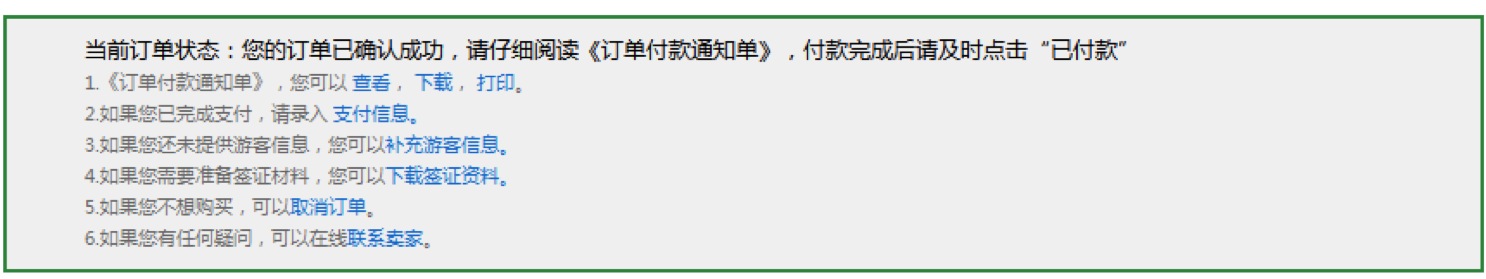 当前订单状态：您的订单已确认成功，请仔细阅读《订单付款通知单》，付款完成后请及时点击“已付款”
1.《订单付款通知单》，您可以 查看， 下载， 打印。
2.如果您已完成支付，请录入 支付信息。
3.如果您还未提供游客信息，您可以补充游客信息。
4.如果您需要准备签证材料，您可以下载签证资料。
5.如果您不想购买，可以取消订单。
6.如果您有任何疑问，可以在线联系卖家。